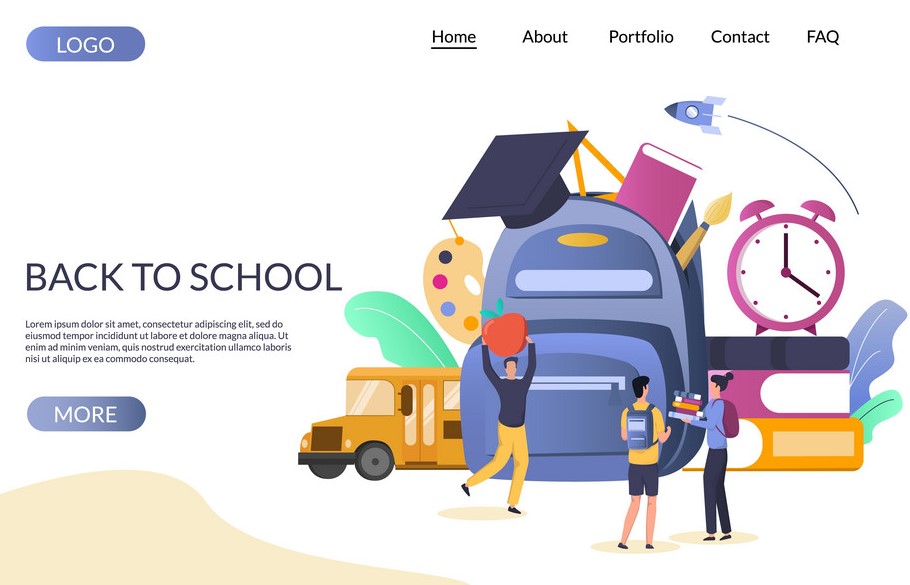 LOGO
Home About Portfolio Contact FAQ
BACK TO SCHOOL
Lorem ipsum dolor sit amet, consectetur adipiscing elit, sed do
eiusmod tempor incididunt ut labore et dolore magna aliqua. Ut
enim ad minim veniam, quis nostrud exercitation ullamco laboris
nisi ut aliquip ex ea commodo consequat.
MORE